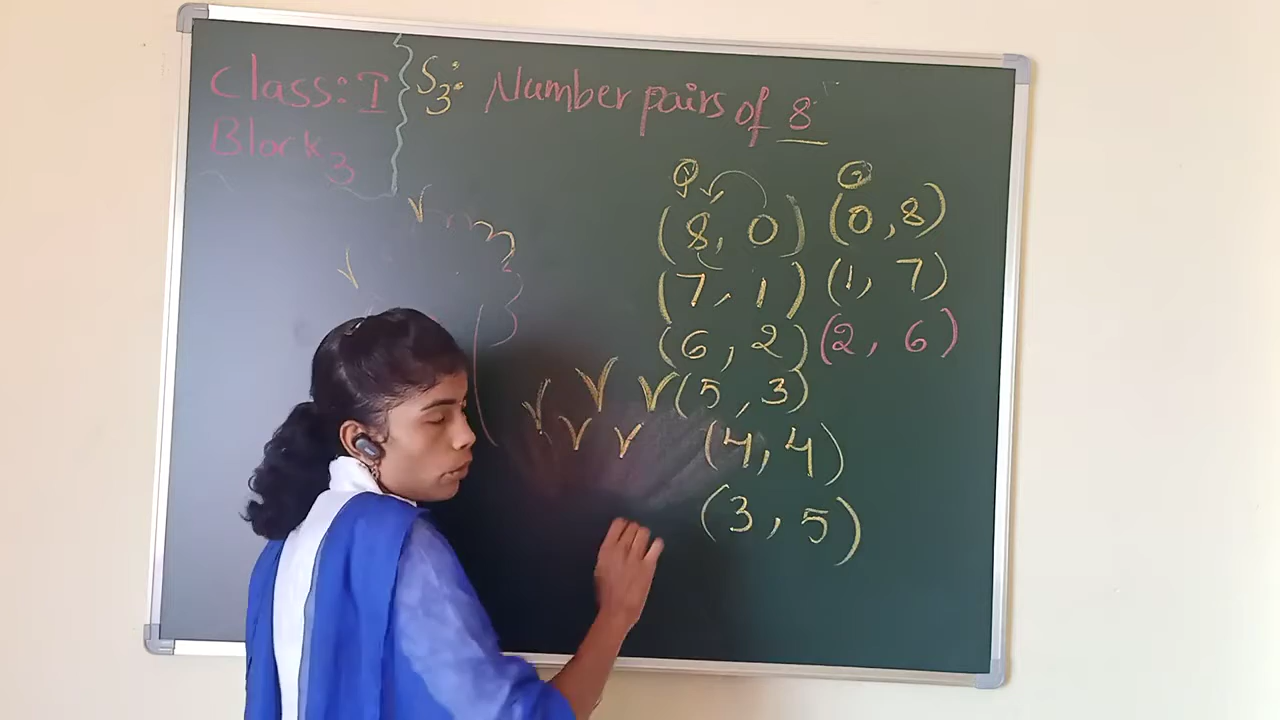 Class: I
Block 3
S3: Number pairs of 8
(8, 0) (0, 8)
(7, 1) (1, 7)
(6, 2) (2, 6)
(5, 3)
(4, 4)
(3, 5)